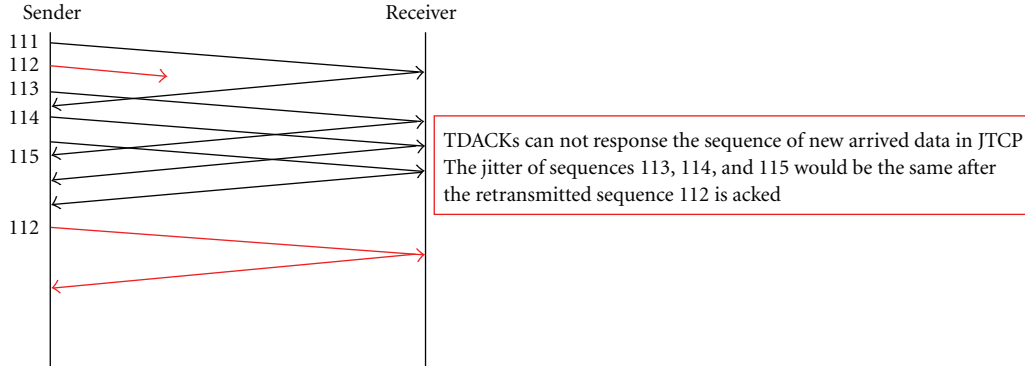 Sender Receiver
111
112
113
114
115
112
TDACKs can not response the sequence of new arrived data in JTCP
The jitter of sequences 113, 114, and 115 would be the same after
the retransmitted sequence 112 is acked